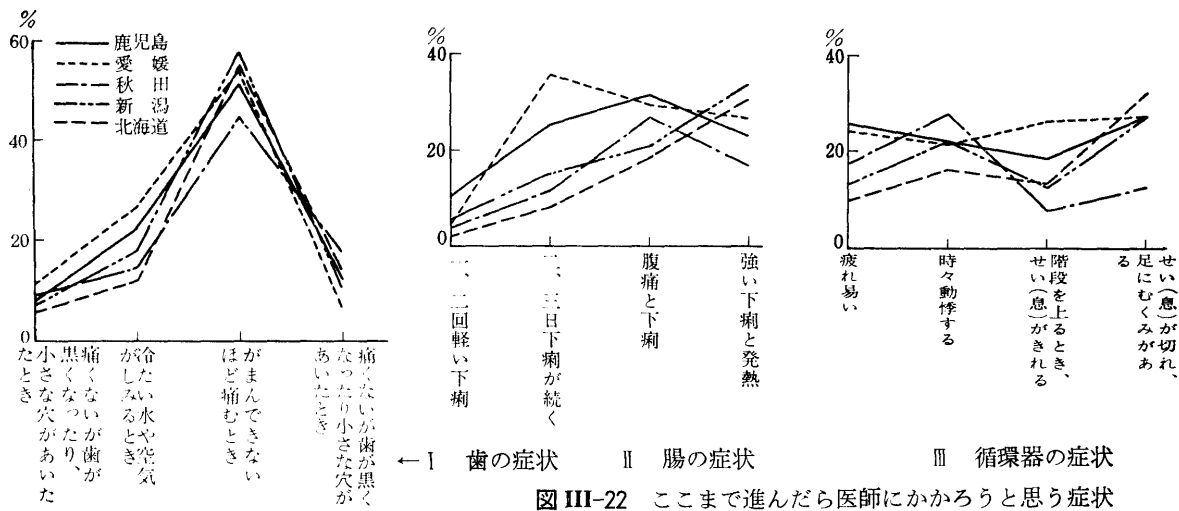 %
60
40
20
0
鹿児島
愛媛
秋田
新潟
北海道
痛くないが歯が
黒くなったり、
小さな穴があいた
たとき
冷たい水や空気
がしみるとき
がまんできない
ほど痛むとき
痛くないが歯が黒く
なったり小さな穴が
あいたとき
←Ⅰ 歯の症状
%
40
20
0
一、二回軽い下痢
二、三日下痢が続く
腹痛と下痢
強い下痢と発熱
Ⅱ 腸の症状
%
40
20
0
疲れ易い
時々動悸する
階段を上るとき、
せい(息)がきれる
せい(息)が切れ、
足にむくみがあ
る
Ⅲ 循環器の症状
図III-22 ここまで進んだら医師にかかろうと思う症状